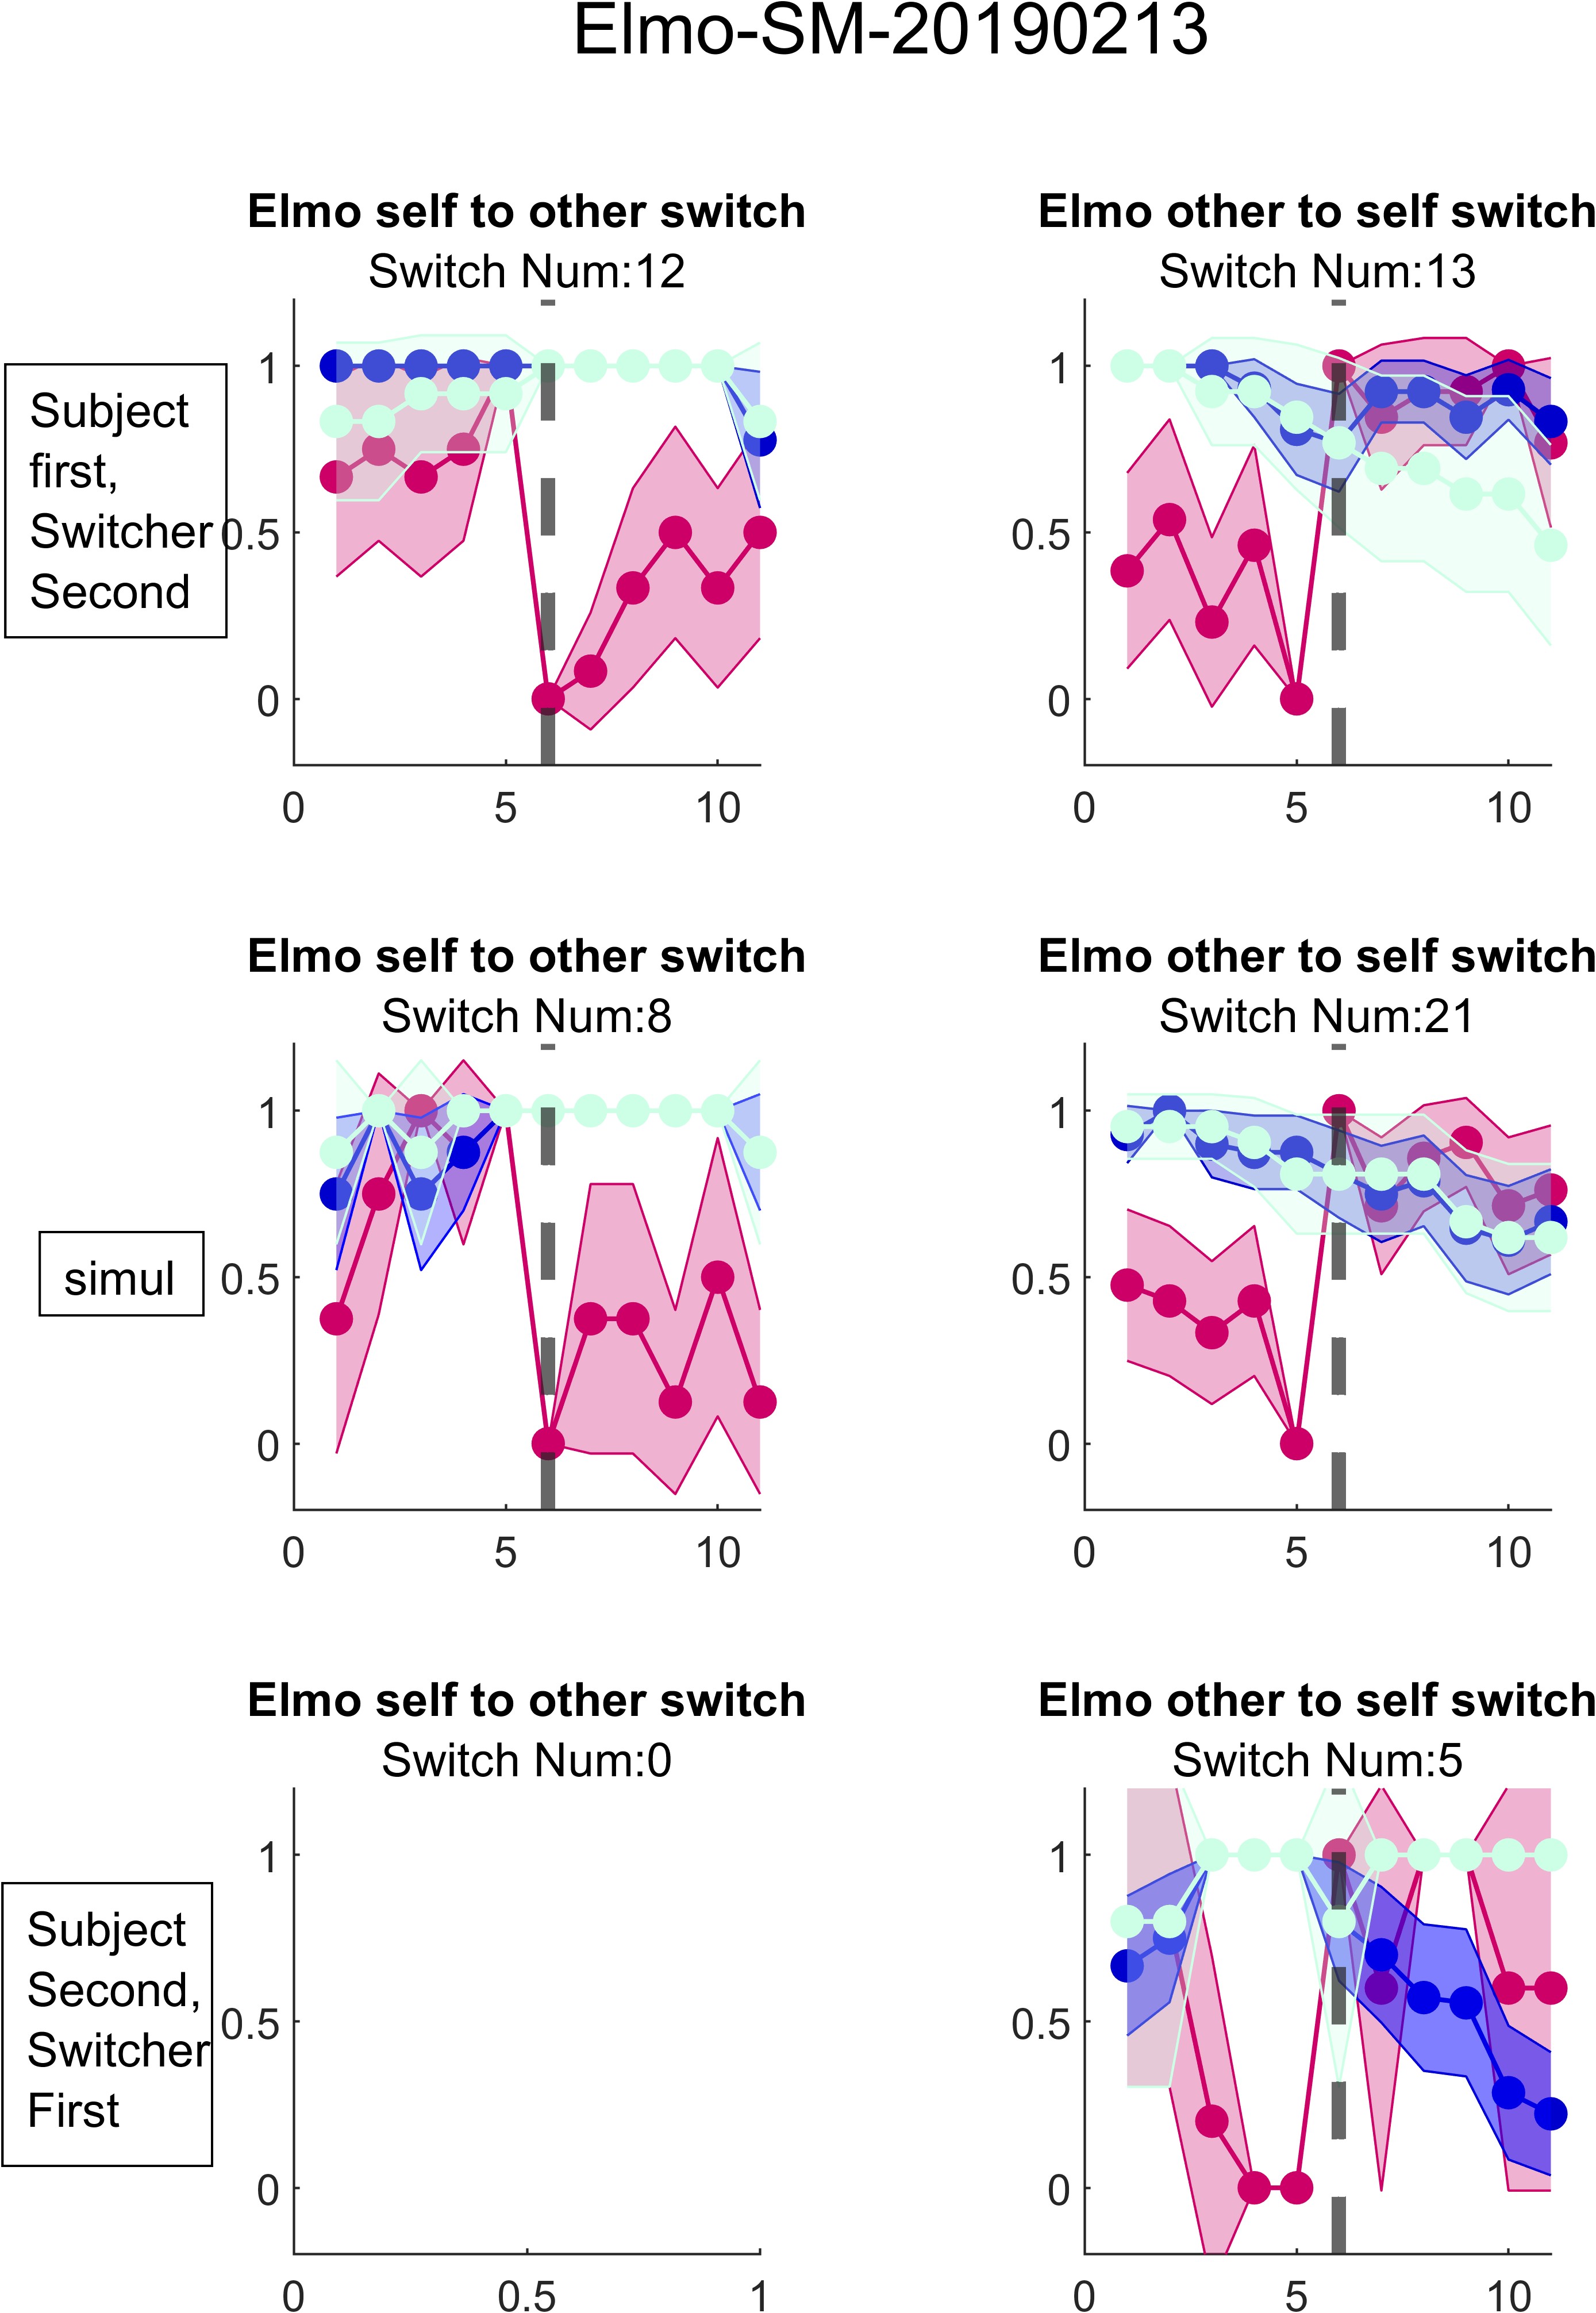 Elmo-SM-20190213
Elmo self to other switch
Switch Num:12
Elmo other to self switch
Switch Num:13
Subject
first,
Switcher
Second
1
0.5
0
0
5
10
1
0.5
0
0
5
10
Elmo self to other switch
Switch Num:8
Elmo other to self switch
Switch Num:21
simul
1
0.5
0
0
5
10
1
0.5
0
0
5
10
Elmo self to other switch
Switch Num:0
Elmo other to self switch
Switch Num:5
Subject
Second,
Switcher
First
1
0.5
0
0
0.5
1
1
0.5
0
0
5
10